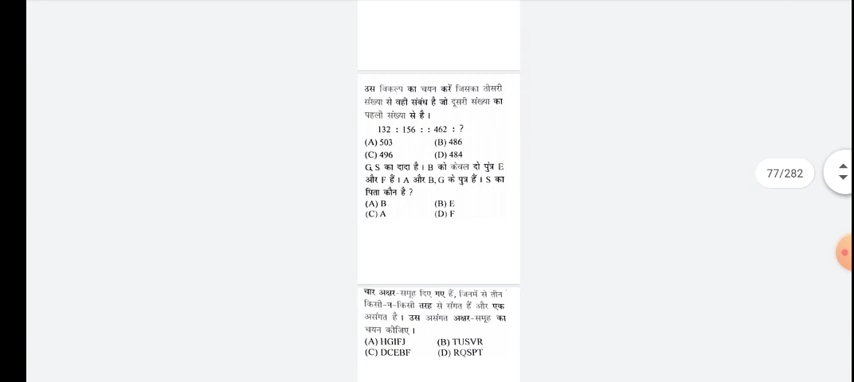 उस विकल्प का चयन करें जिसका तीसरी
संख्या से वही संबंध है जो दूसरी संख्या का
पहली संख्या से है।
132 : 156 : : 462 : ?
(A) 503 (B) 486
(C) 496 (D) 484
G, S का दादा है। B को केवल दो पुत्र E
और F हैं। A और B, G के पुत्र हैं। S का
पिता कौन है ?
(A) B (B) E
(C) A (D) F
77/282
चार अक्षर-समूह दिए गए हैं, जिनमें से तीन
किसी-न-किसी तरह से संगत हैं और एक
असंगत है। उस असंगत अक्षर-समूह का
चयन कीजिए।
(A) HGIFJ (B) TUSVR
(C) DCEBF (D) RQSPT